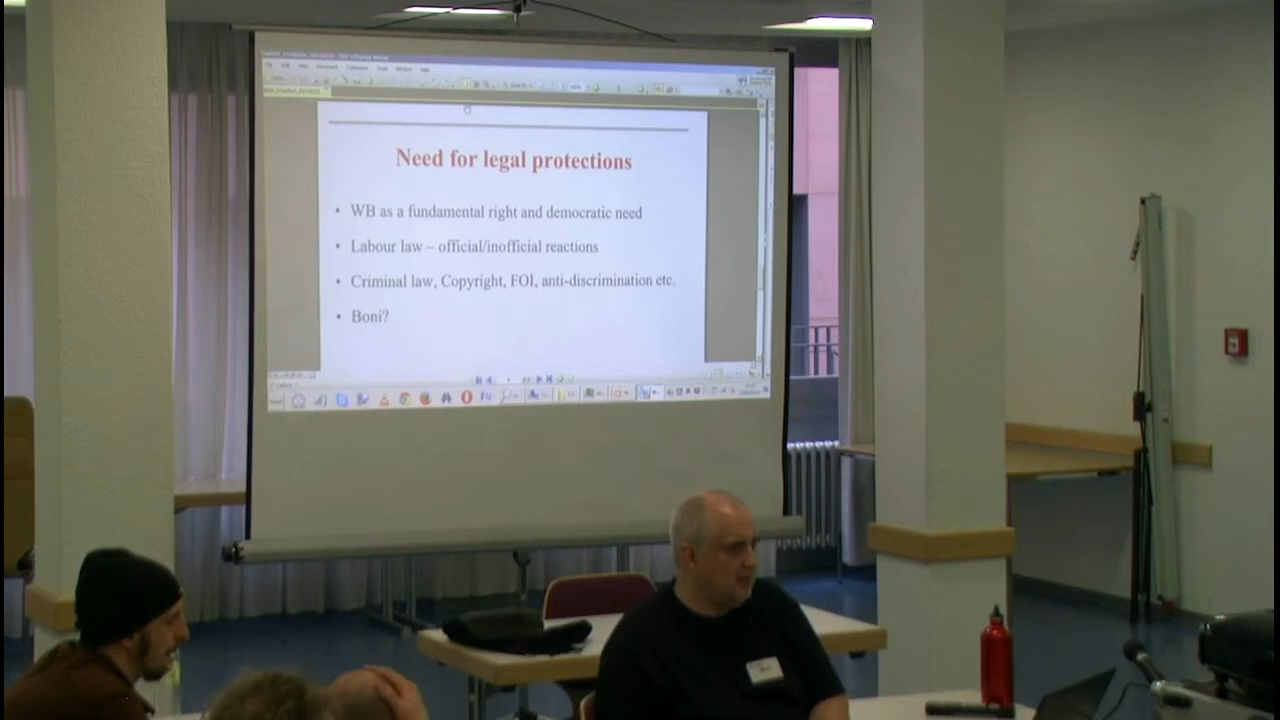 Need for legal protections
• WB as a fundamental right and democratic need
• Labour law – official/inofficial reactions
• Criminal law, Copyright, FOI, anti-discrimination etc.
• Boni?